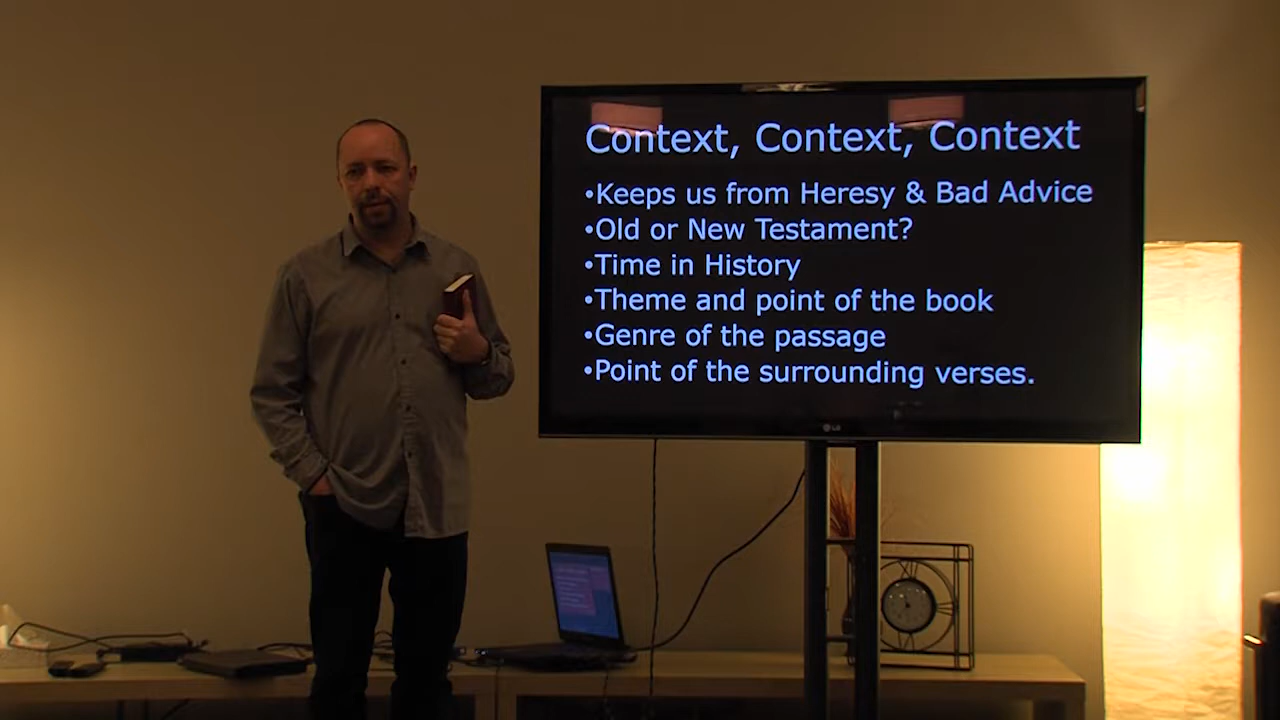 Context, Context, Context
•Keeps us from Heresy & Bad Advice
•Old or New Testament?
•Time in History
•Theme and point of the book
•Genre of the passage
•Point of the surrounding verses.
LG